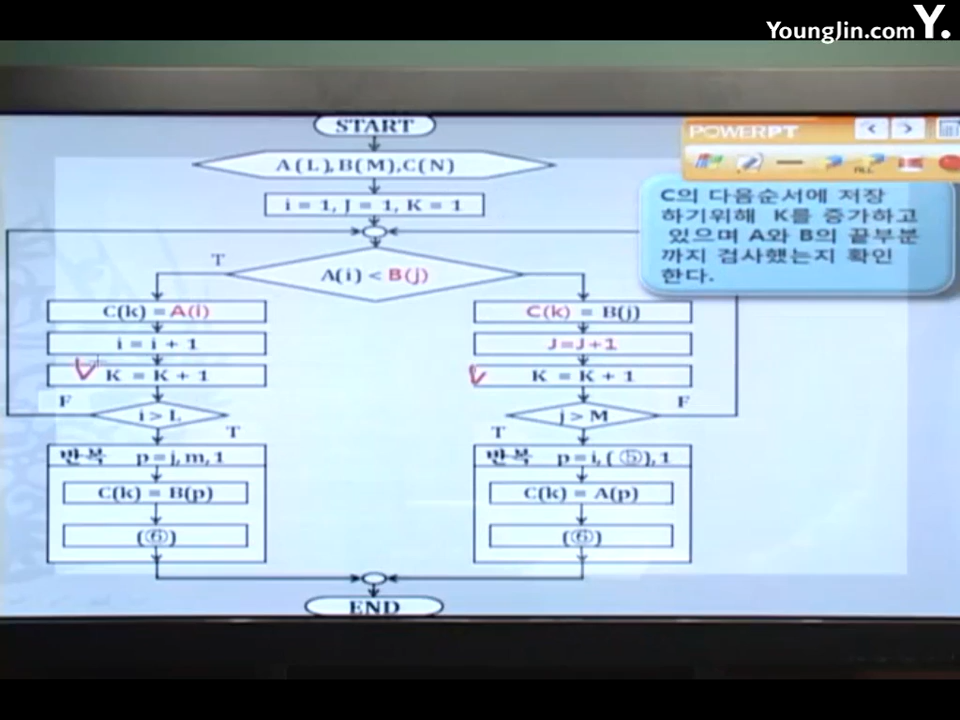 YoungJin.com Y.
START
POWERPT
A(L),B(M),C(N)
C의 다음순서에 저장
하기위해 K를 증가하고
있으며 A와 B의 끝부분
까지 검사했는지 확인
한다.
i = 1, J = 1, K = 1
T
A(i) < B(j)
C(k) = A(i)
C(k) = B(j)
i = i + 1
J=J+1
K = K + 1
K = K + 1
F
i > L
T
F
j > M
T
반복 p=j,m,1
반복 p=i,(⑤),1
C(k) = B(p)
C(k) = A(p)
(⑥)
(⑥)
END